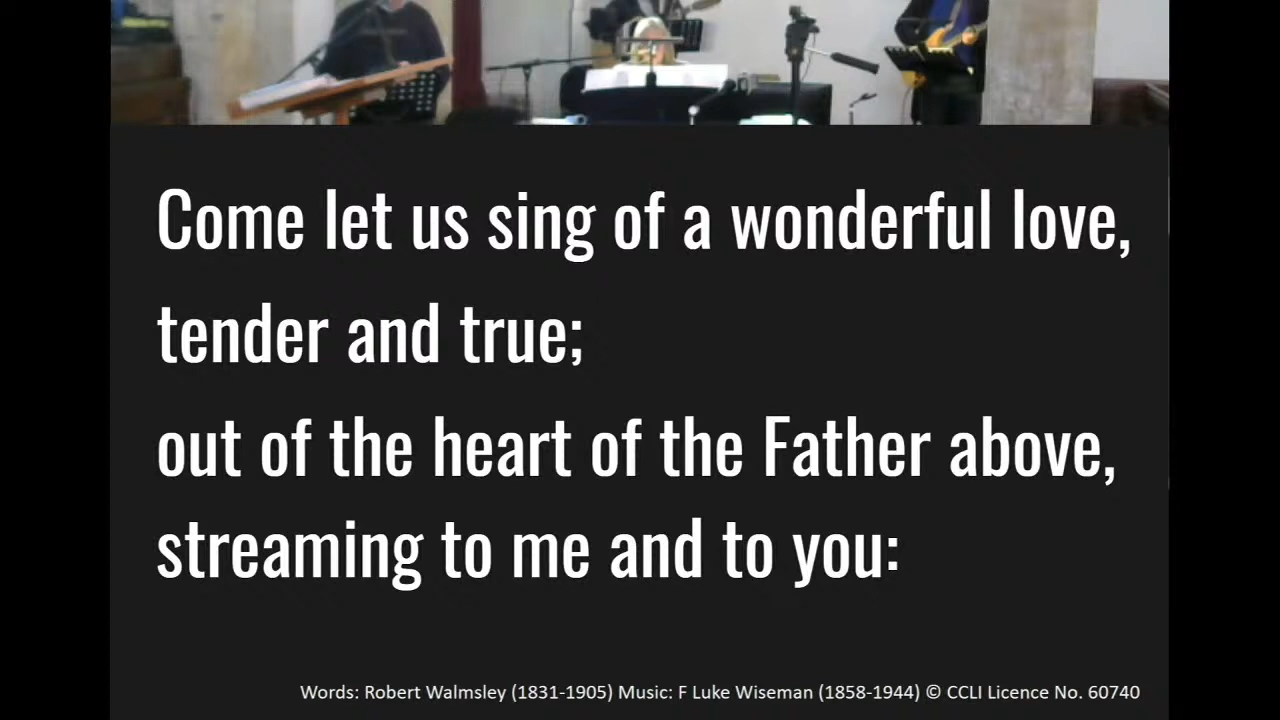 Come let us sing of a wonderful love,
tender and true;
out of the heart of the Father above,
streaming to me and to you:
Words: Robert Walmsley (1831-1905) Music: F Luke Wiseman (1858-1944) © CCLI Licence No. 60740